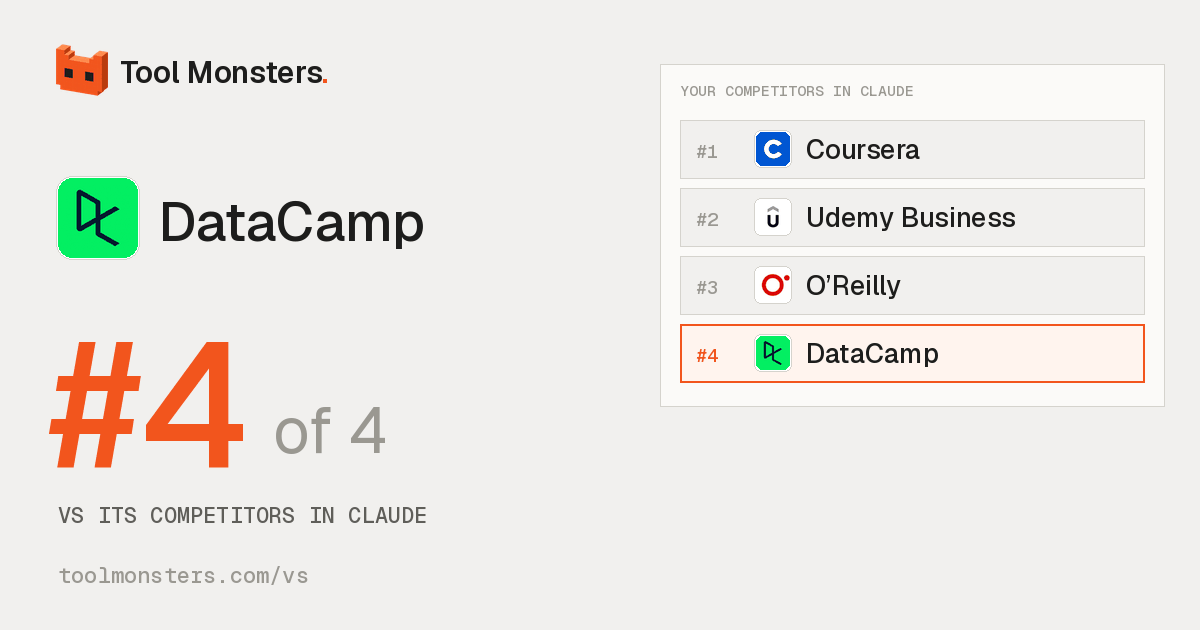 Tool Monsters.
DataCamp
#4 of 4
VS ITS COMPETITORS IN CLAUDE
toolmonsters.com/vs
YOUR COMPETITORS IN CLAUDE
#1 Coursera
#2 Udemy Business
#3 O’Reilly
#4 DataCamp